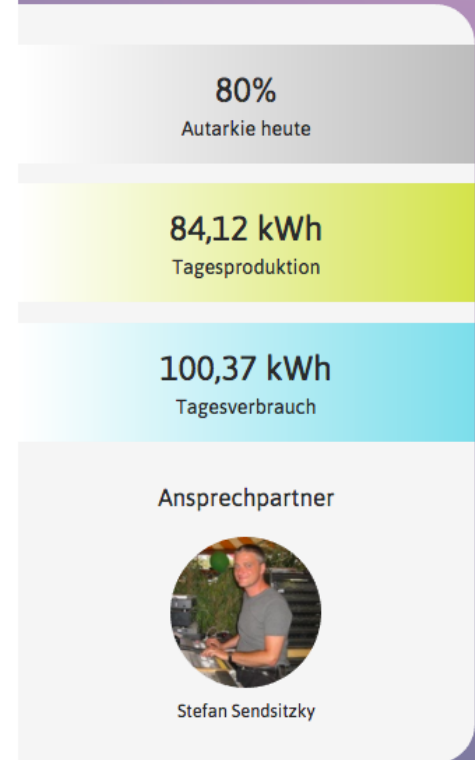 80%
Autarkie heute
84,12 kWh
Tagesproduktion
100,37 kWh
Tagesverbrauch
Ansprechpartner
Stefan Sendsitzky